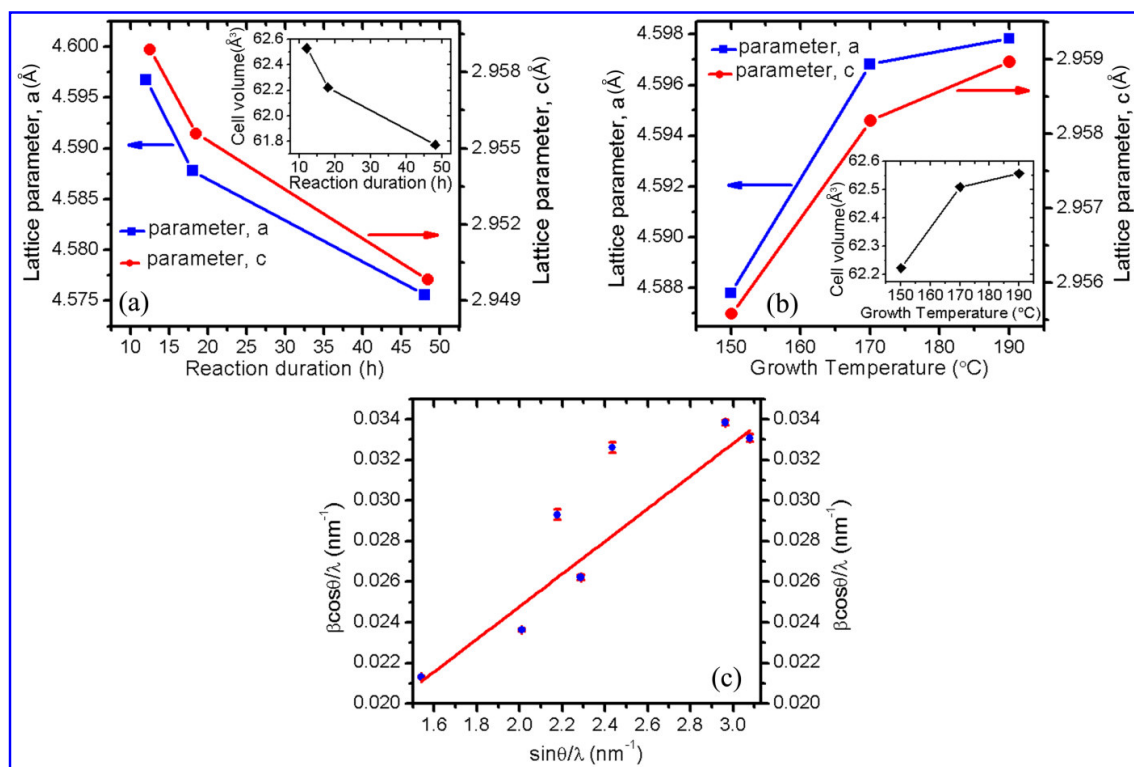 4.600
4.595
4.590
4.585
4.580
4.575
Lattice parameter, a(Å)
10 15 20 25 30 35 40 45 50
Reaction duration (h)
2.958
2.955
2.952
2.949
Lattice parameter, c(Å)
parameter, a
parameter, c
(a)
62.6
62.4
62.2
62.0
61.8
Cell volume(Å³)
10 20 30 40 50
Reaction duration (h)
4.598
4.596
4.594
4.592
4.590
4.588
Lattice parameter, a(Å)
150 160 170 180 190
Growth Temperature (°C)
2.959
2.958
2.957
2.956
Lattice parameter, c(Å)
parameter, a
parameter, c
(b)
62.6
62.5
62.4
62.3
62.2
Cell volume(Å³)
150 170 190
Growth Temperature (°C)
0.034
0.032
0.030
0.028
0.026
0.024
0.022
0.020
βcosθ/λ (nm⁻¹)
1.6 1.8 2.0 2.2 2.4 2.6 2.8 3.0
sinθ/λ (nm⁻¹)
0.034
0.032
0.030
0.028
0.026
0.024
0.022
0.020
βcosθ/λ (nm⁻¹)
(c)